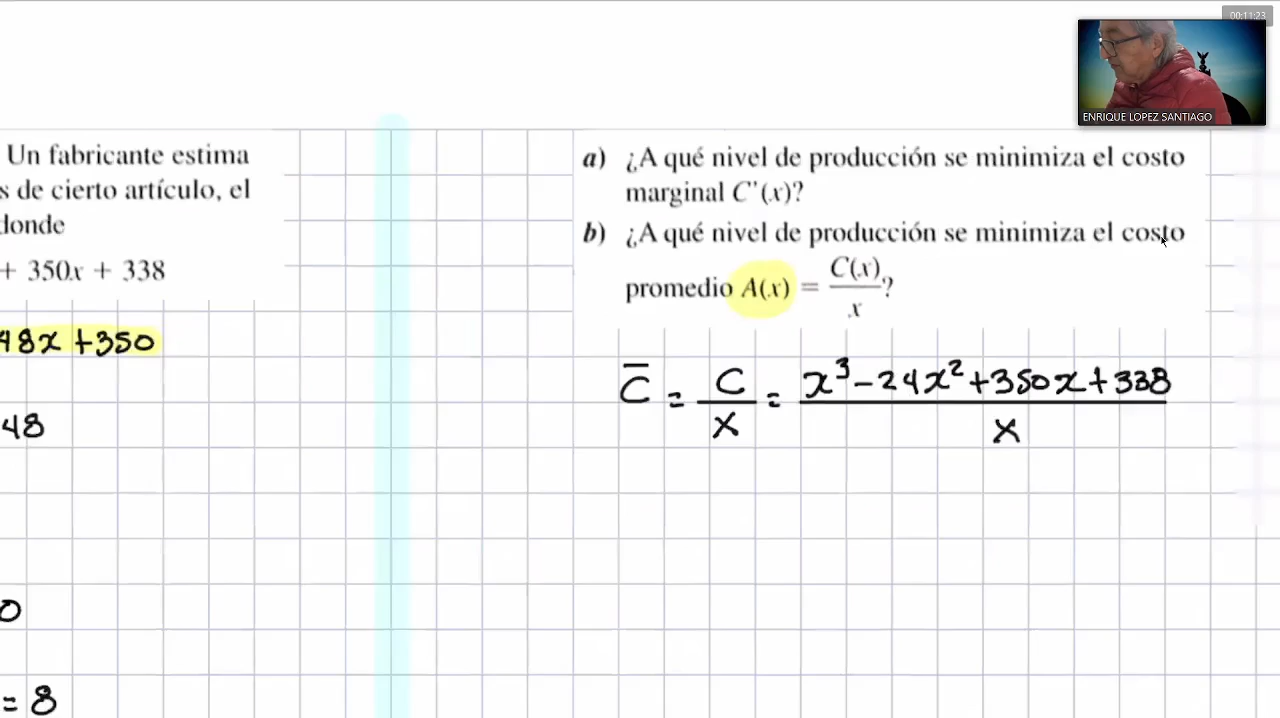 00:11:23
ENRIQUE LOPEZ SANTIAGO
Un fabricante estima
s de cierto artículo, el
donde
+ 350x + 338
48x +350
48
0
= 8
a) ¿A qué nivel de producción se minimiza el costo
marginal C'(x)?
b) ¿A qué nivel de producción se minimiza el costo
promedio A(x) = C(x)/x?
C̅ = C/x = x³-24x²+350x+338/x